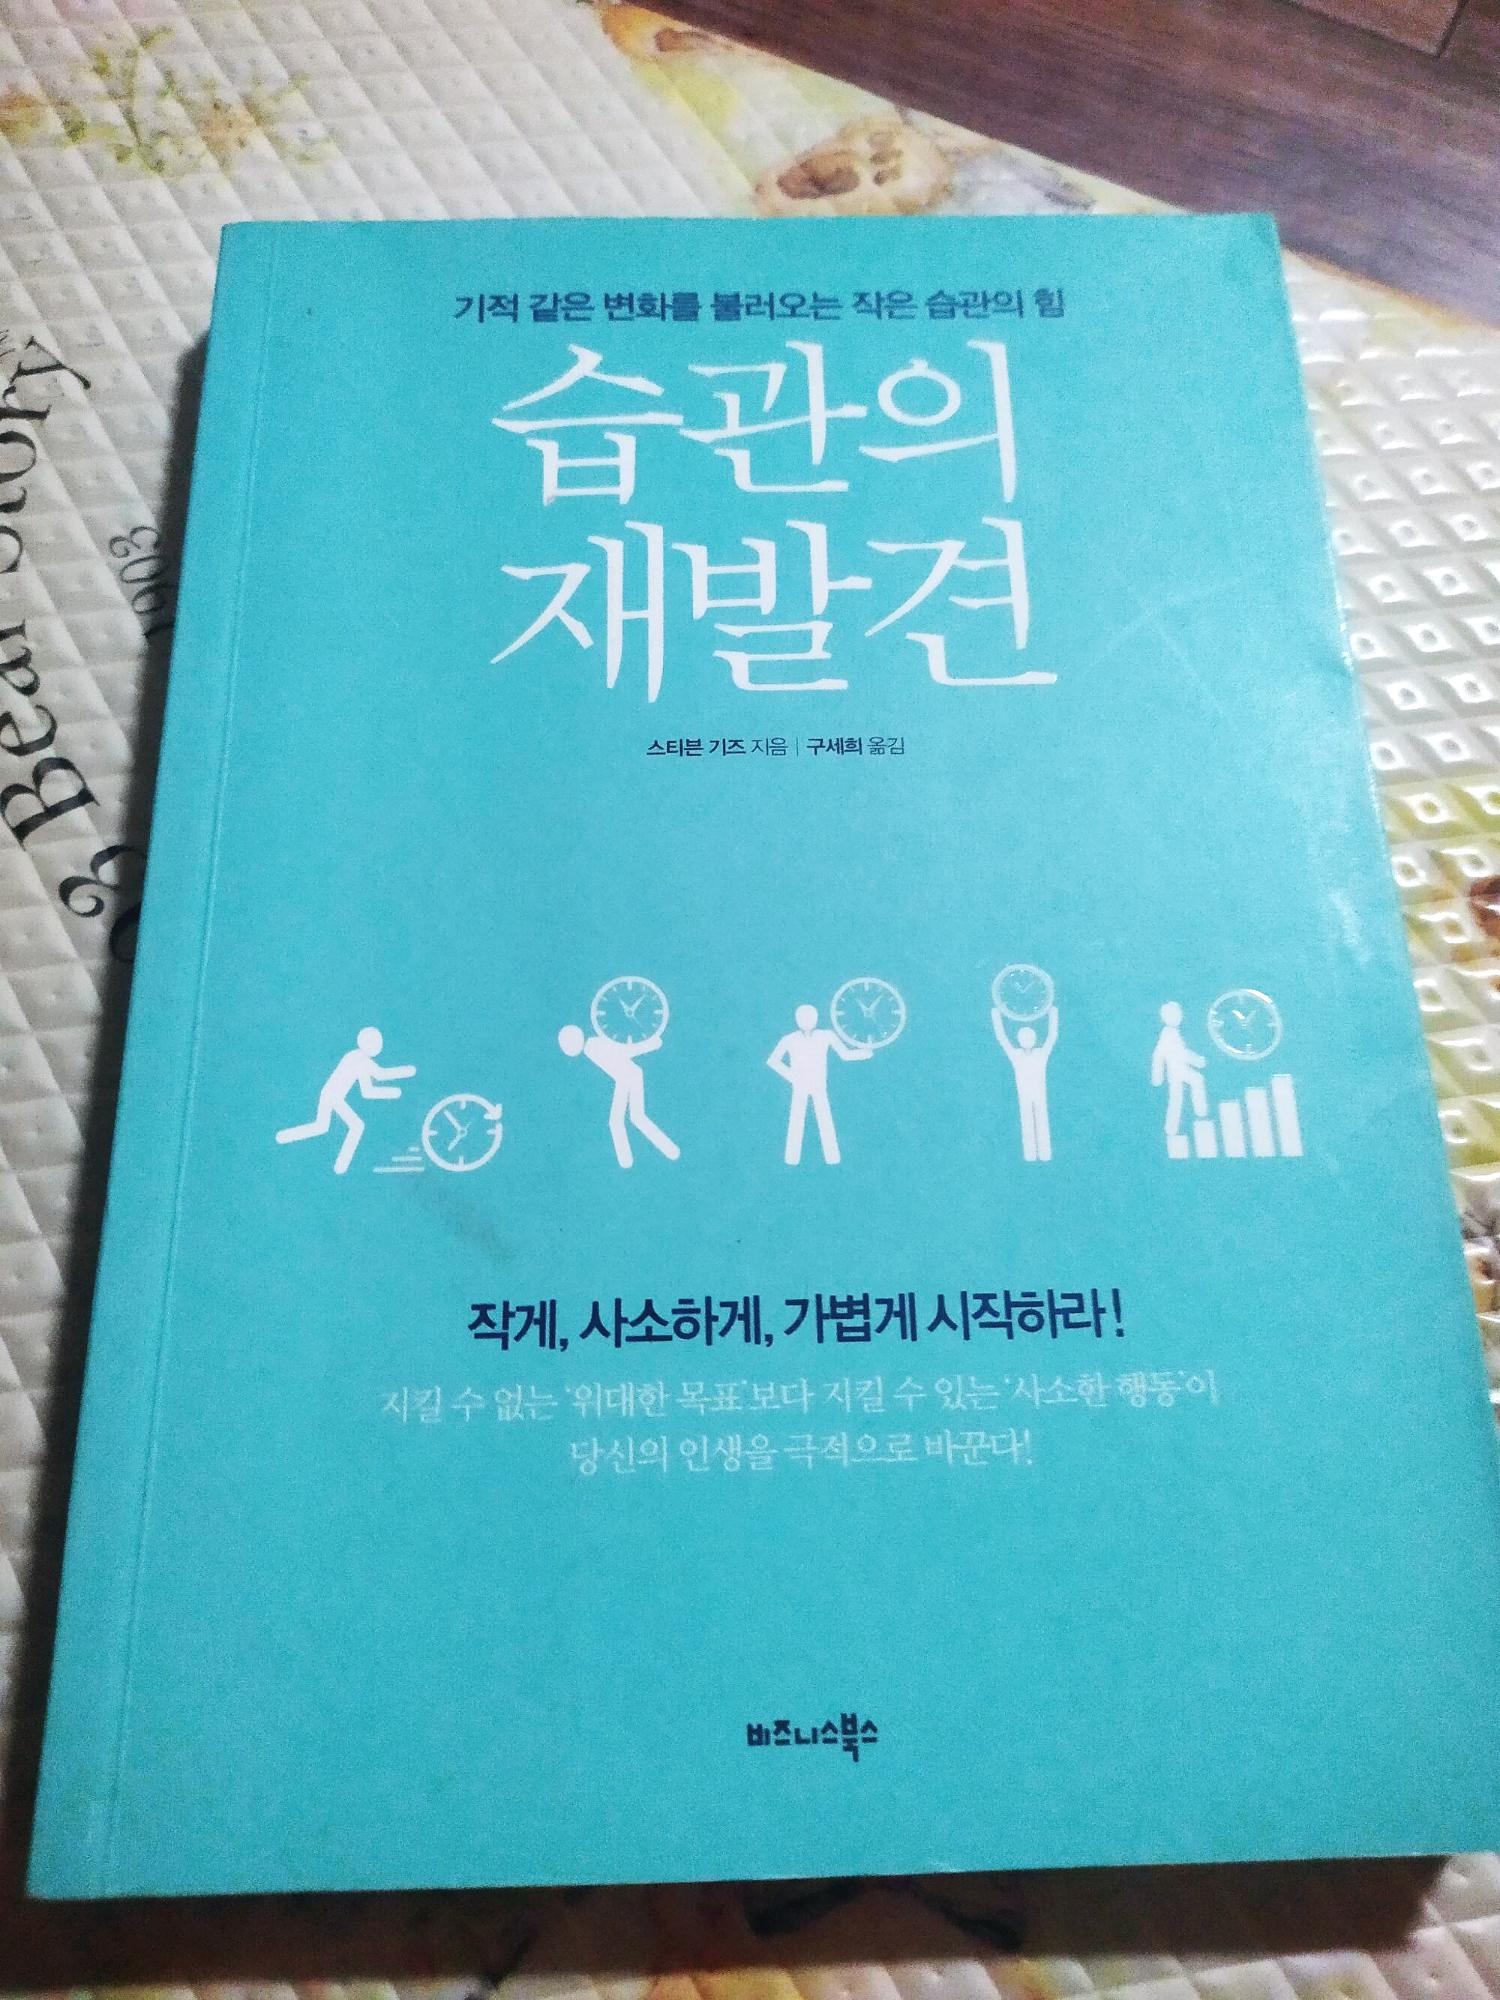 기적 같은 변화를 불러오는 작은 습관의 힘
습관의
재발견
스티븐 기즈 지음 | 구세희 옮김
작게, 사소하게, 가볍게 시작하라!
지킬 수 없는 '위대한 목표'보다 지킬 수 있는 '사소한 행동'이
당신의 인생을 극적으로 바꾼다!
비즈니스북스
Bear Story
1903